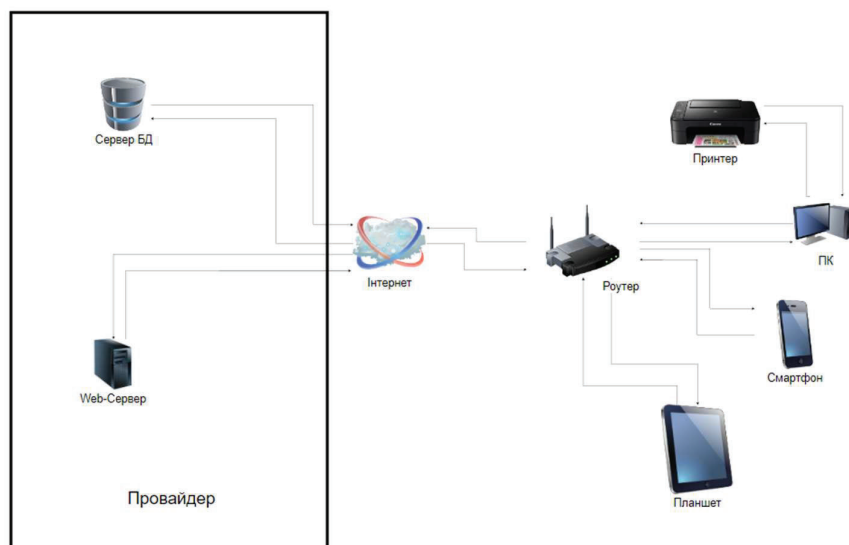 Сервер БД
Принтер
ПК
Інтернет
Роутер
Смартфон
Web-Сервер
Планшет
Провайдер